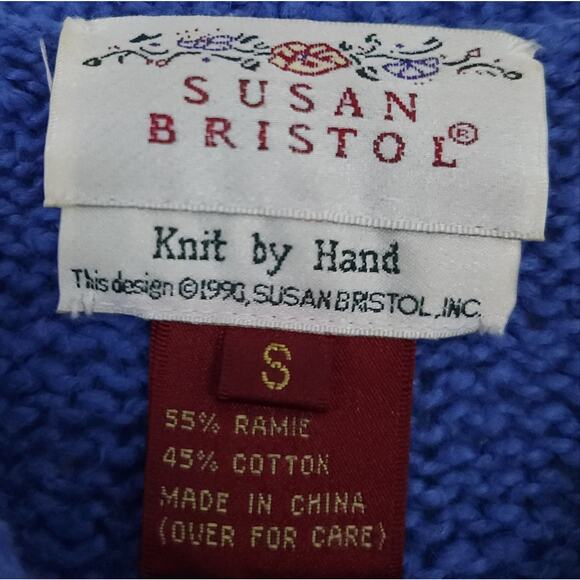 SUSAN
BRISTOL®
Knit by Hand
This design ©1990, SUSAN BRISTOL, INC.
S
55% RAMIE
45% COTTON
MADE IN CHINA
(OVER FOR CARE)